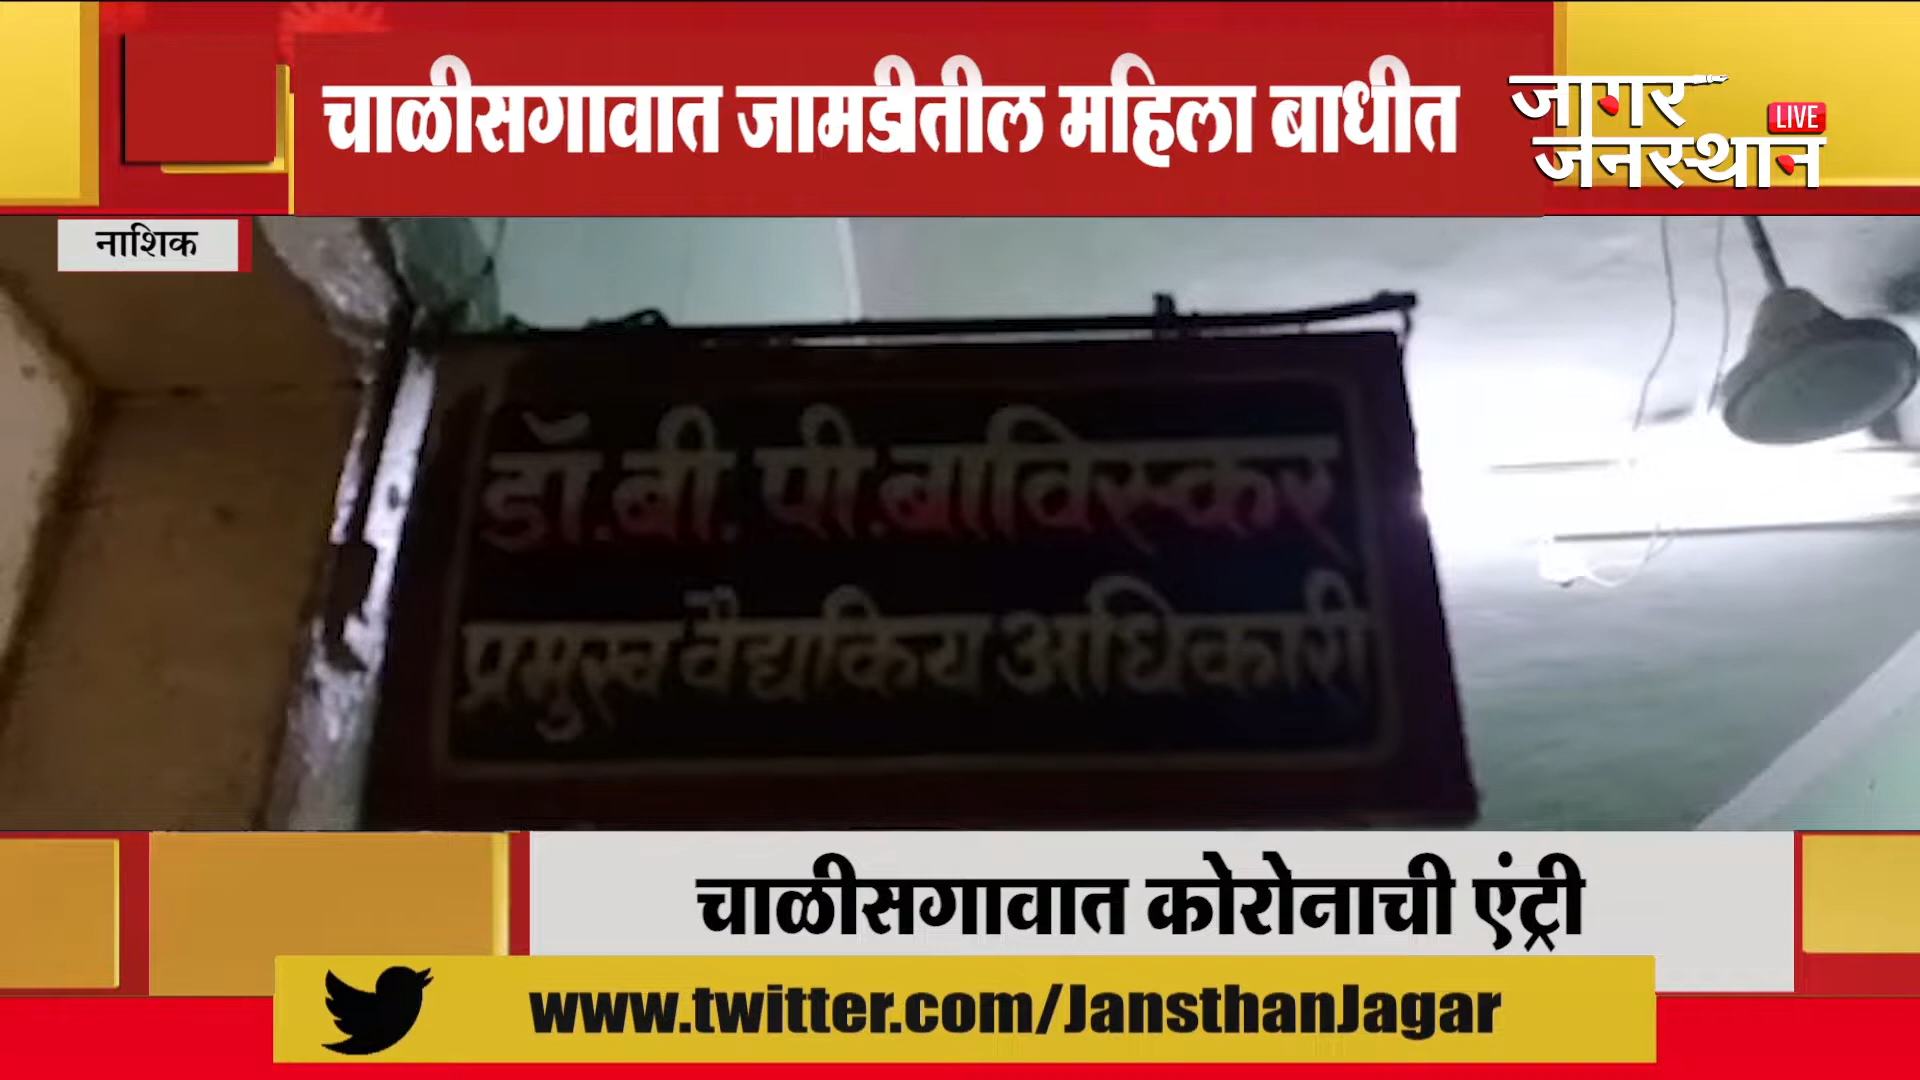 चाळीसगावात जामडीतील महिला बाधीत
जागर
LIVE
जनस्थान
नाशिक
डॉ.बी. पी.बाविस्कर
प्रमुख वैद्यकिय अधिकारी
चाळीसगावात कोरोनाची एंट्री
www.twitter.com/JansthanJagar